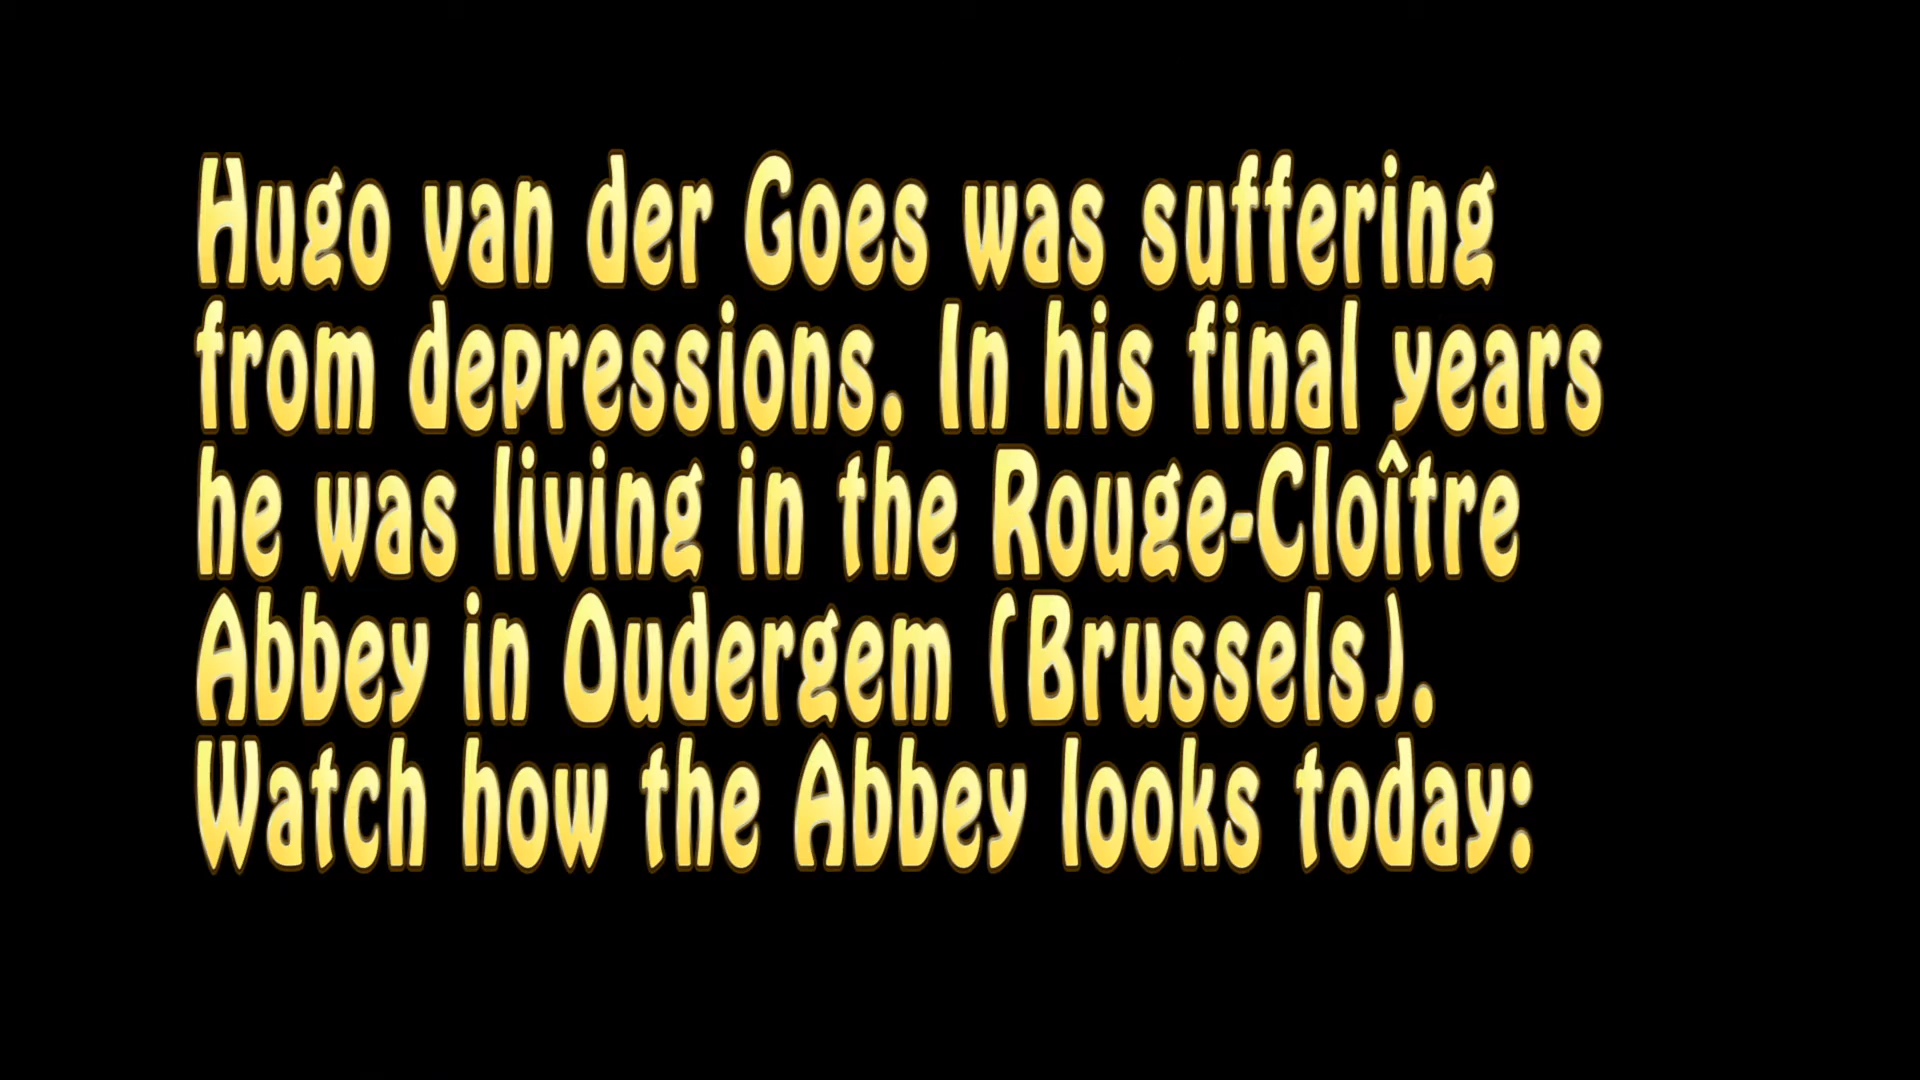 Hugo van der Goes was suffering
from depressions. In his final years
he was living in the Rouge-Cloître
Abbey in Oudergem (Brussels).
Watch how the Abbey looks today: